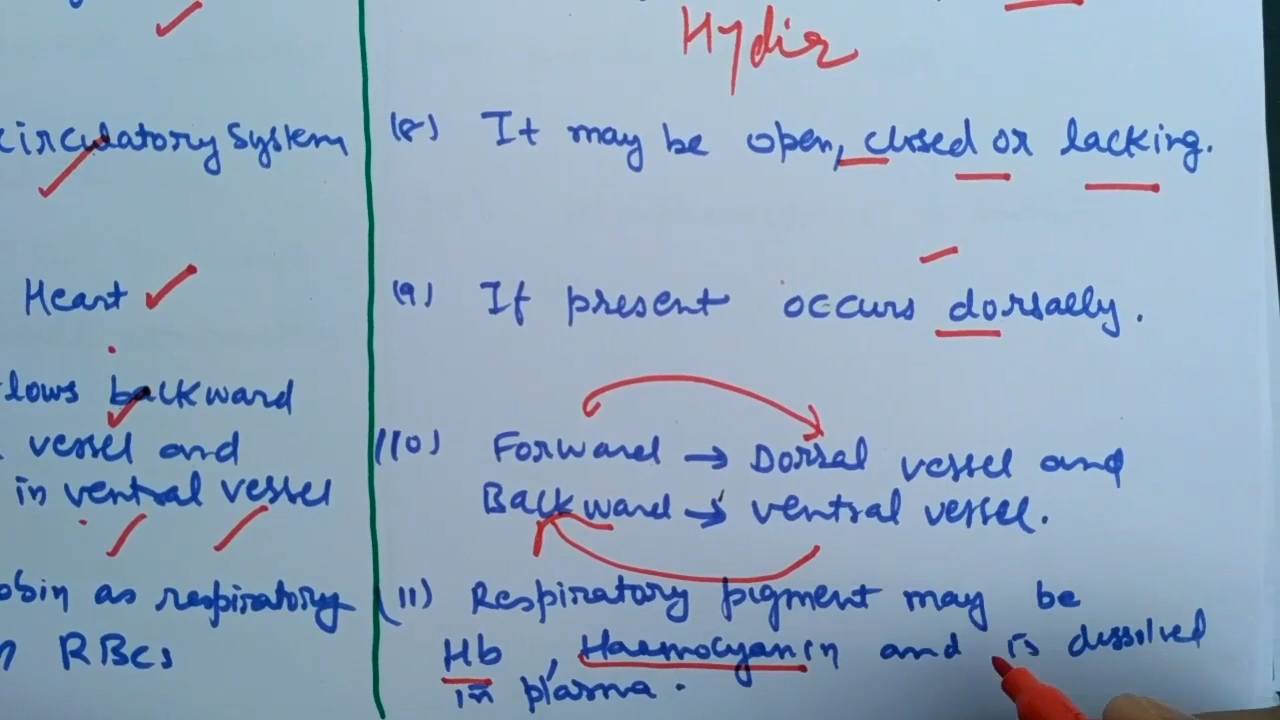 Hydra
circulatory System
(8) It may be open, closed or lacking.
Heart
(9) If present occurs dorsally.
lows backward
vessel and
in ventral vessel
(10) Forward → Dorsal vessel and
Backward → ventral vessel.
obin as respiratory
RBCs
(11) Respiratory pigment may be
Hb, Haemocyanin and is dissolved
in plasma.